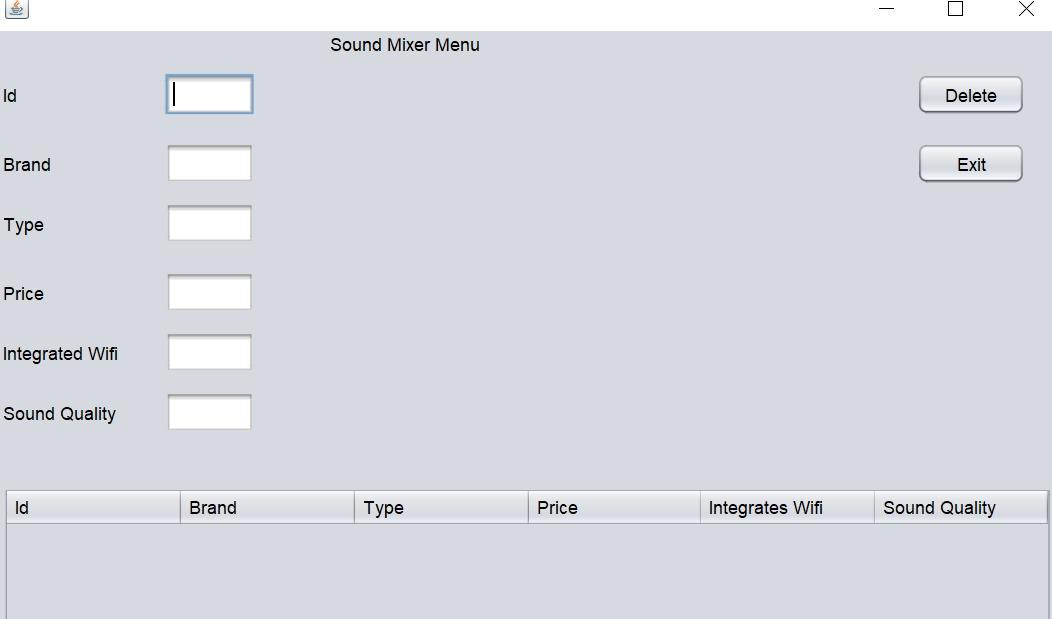 Sound Mixer Menu
Id
Delete
Brand
Exit
Type
Price
Integrated Wifi
Sound Quality
Id Brand Type Price Integrates Wifi Sound Quality